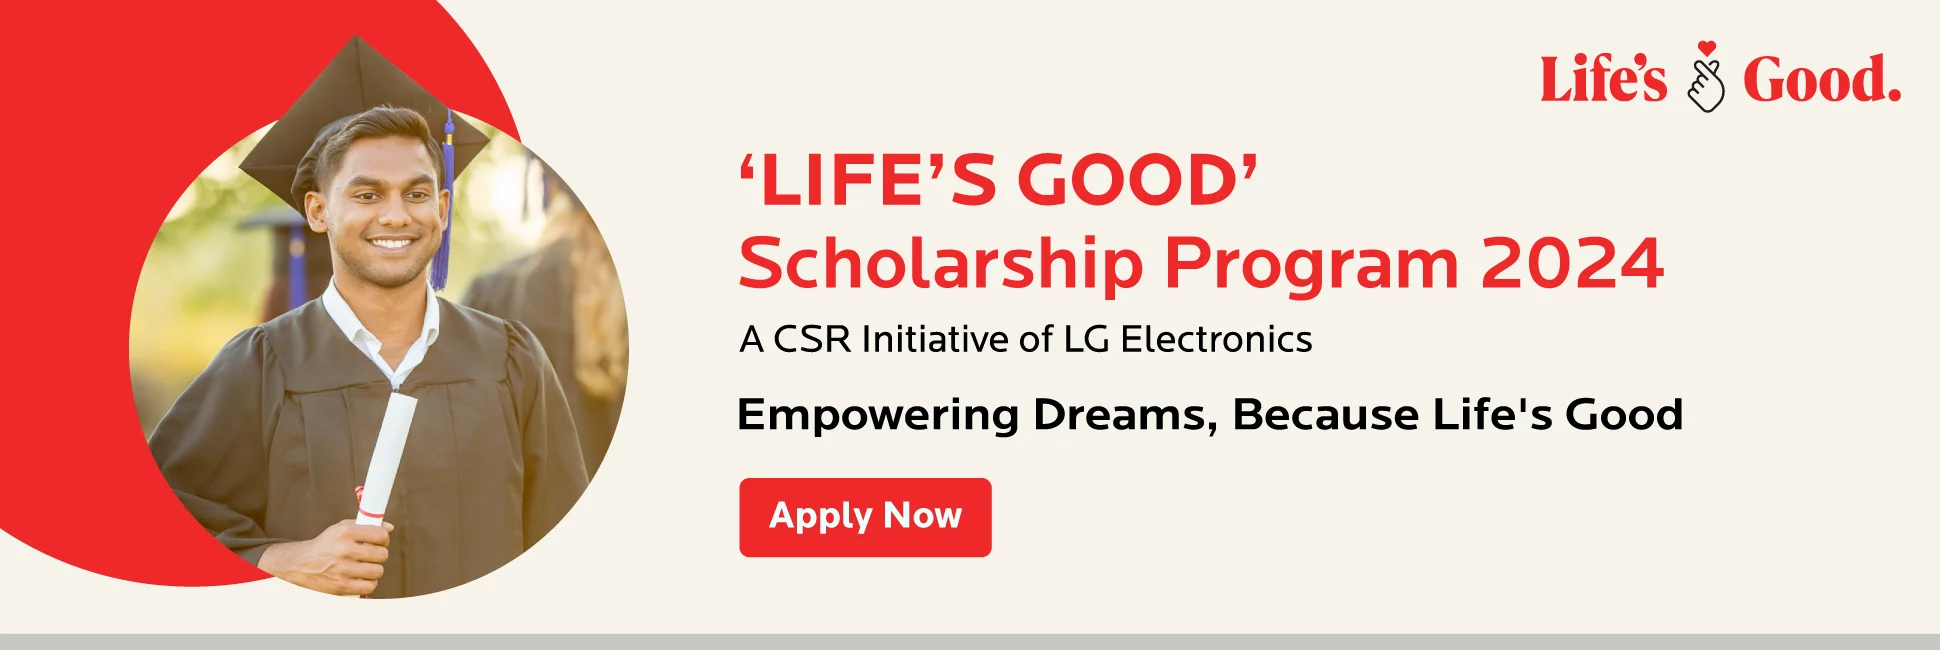 Life's Good.
‘LIFE’S GOOD’
Scholarship Program 2024
A CSR Initiative of LG Electronics
Empowering Dreams, Because Life's Good
Apply Now